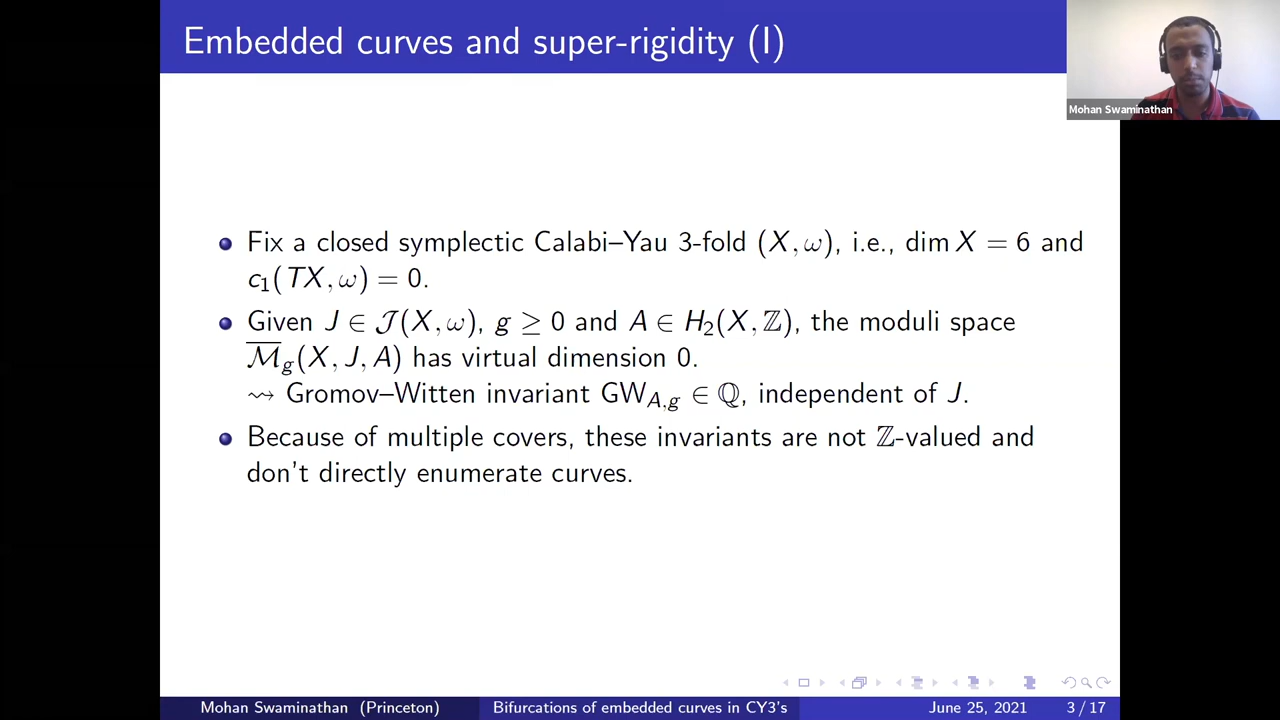 Embedded curves and super-rigidity (I)
Mohan Swaminathan
Fix a closed symplectic Calabi–Yau 3-fold (X, ω), i.e., dim X = 6 and
c₁(TX, ω) = 0.
Given J ∈ 𝒥(X, ω), g ≥ 0 and A ∈ H₂(X, ℤ), the moduli space
ℳ̅_g(X, J, A) has virtual dimension 0.
⇝ Gromov–Witten invariant GW_{A,g} ∈ ℚ, independent of J.
Because of multiple covers, these invariants are not ℤ-valued and
don't directly enumerate curves.
Mohan Swaminathan (Princeton) Bifurcations of embedded curves in CY3's June 25, 2021 3 / 17